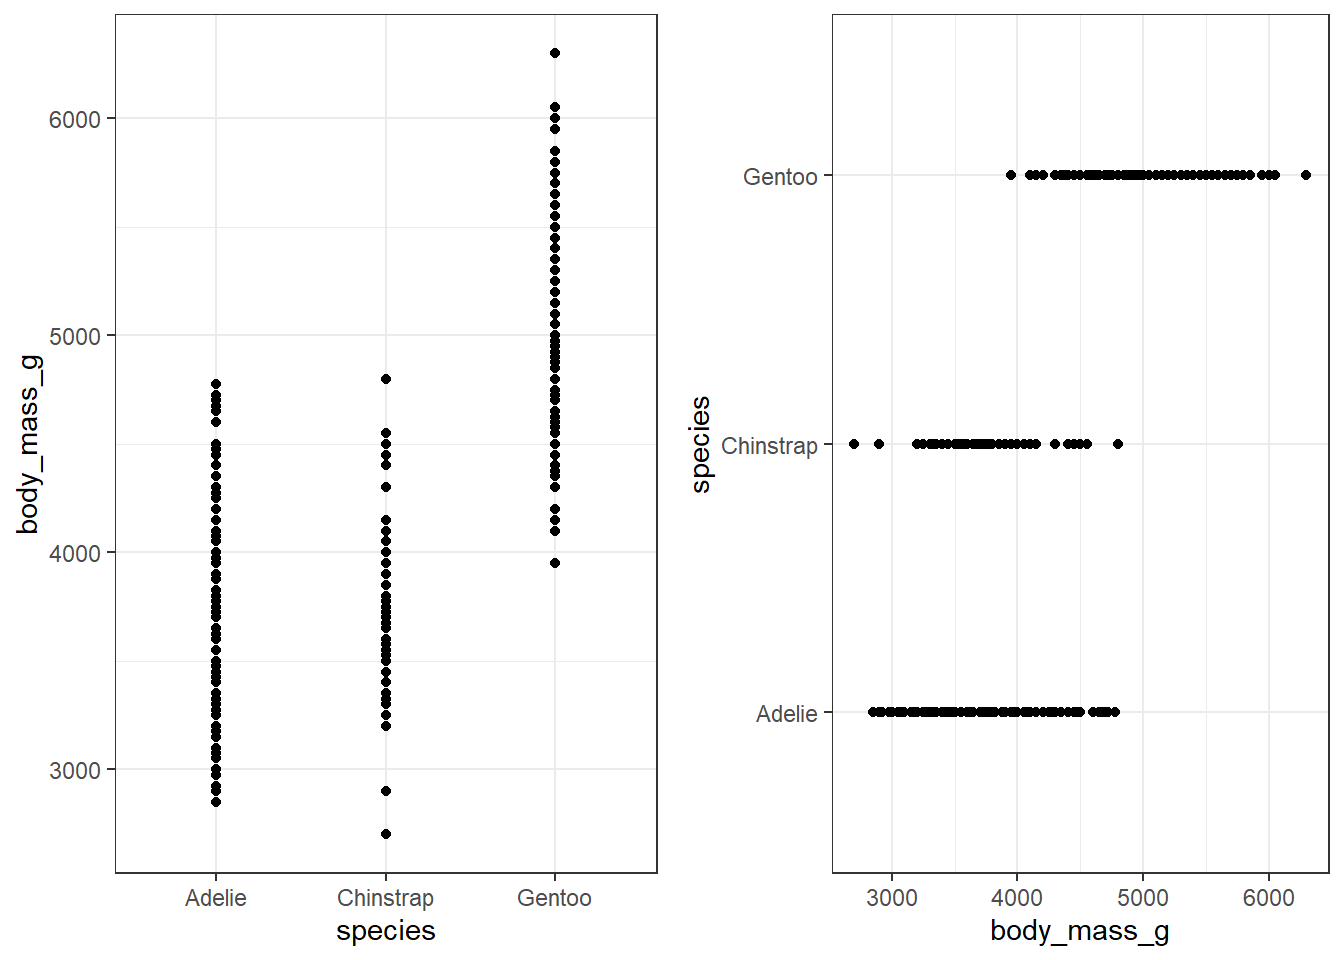 body_mass_g
6000
5000
4000
3000
Adelie Chinstrap Gentoo
species
species
Gentoo
Chinstrap
Adelie
3000 4000 5000 6000
body_mass_g